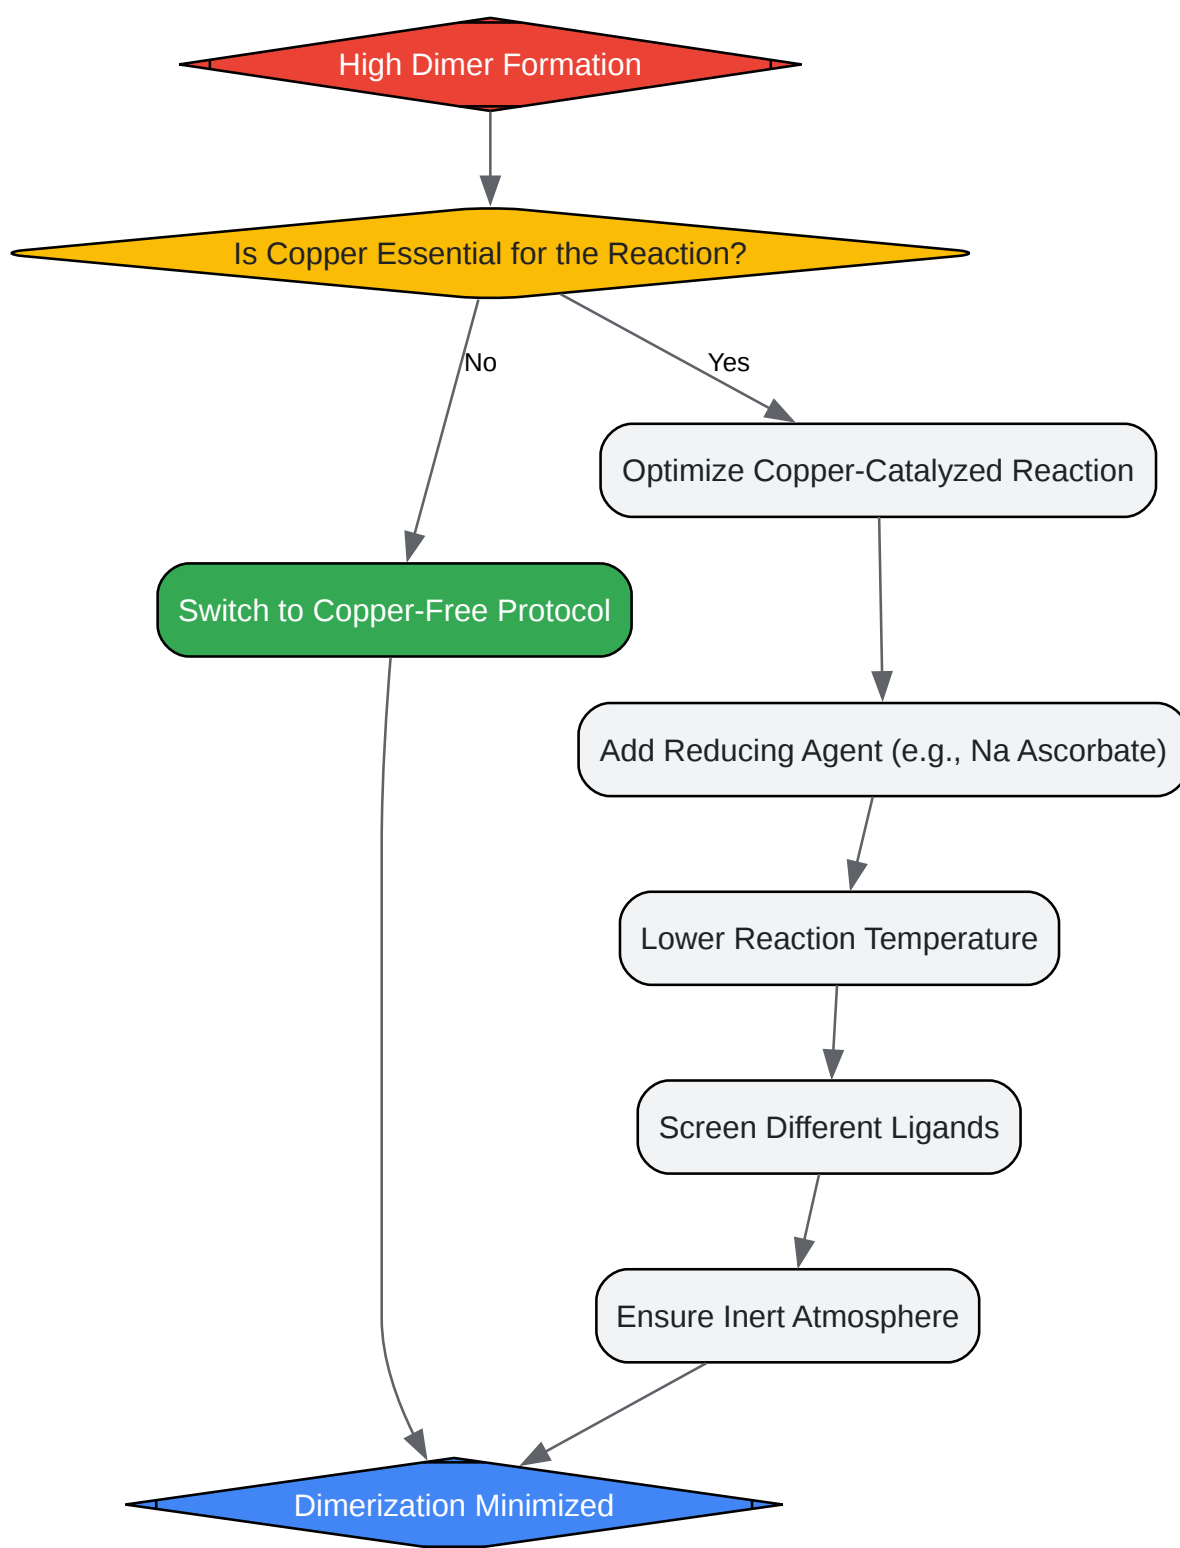 High Dimer Formation
Is Copper Essential for the Reaction?
No
Yes
Optimize Copper-Catalyzed Reaction
Switch to Copper-Free Protocol
Add Reducing Agent (e.g., Na Ascorbate)
Lower Reaction Temperature
Screen Different Ligands
Ensure Inert Atmosphere
Dimerization Minimized